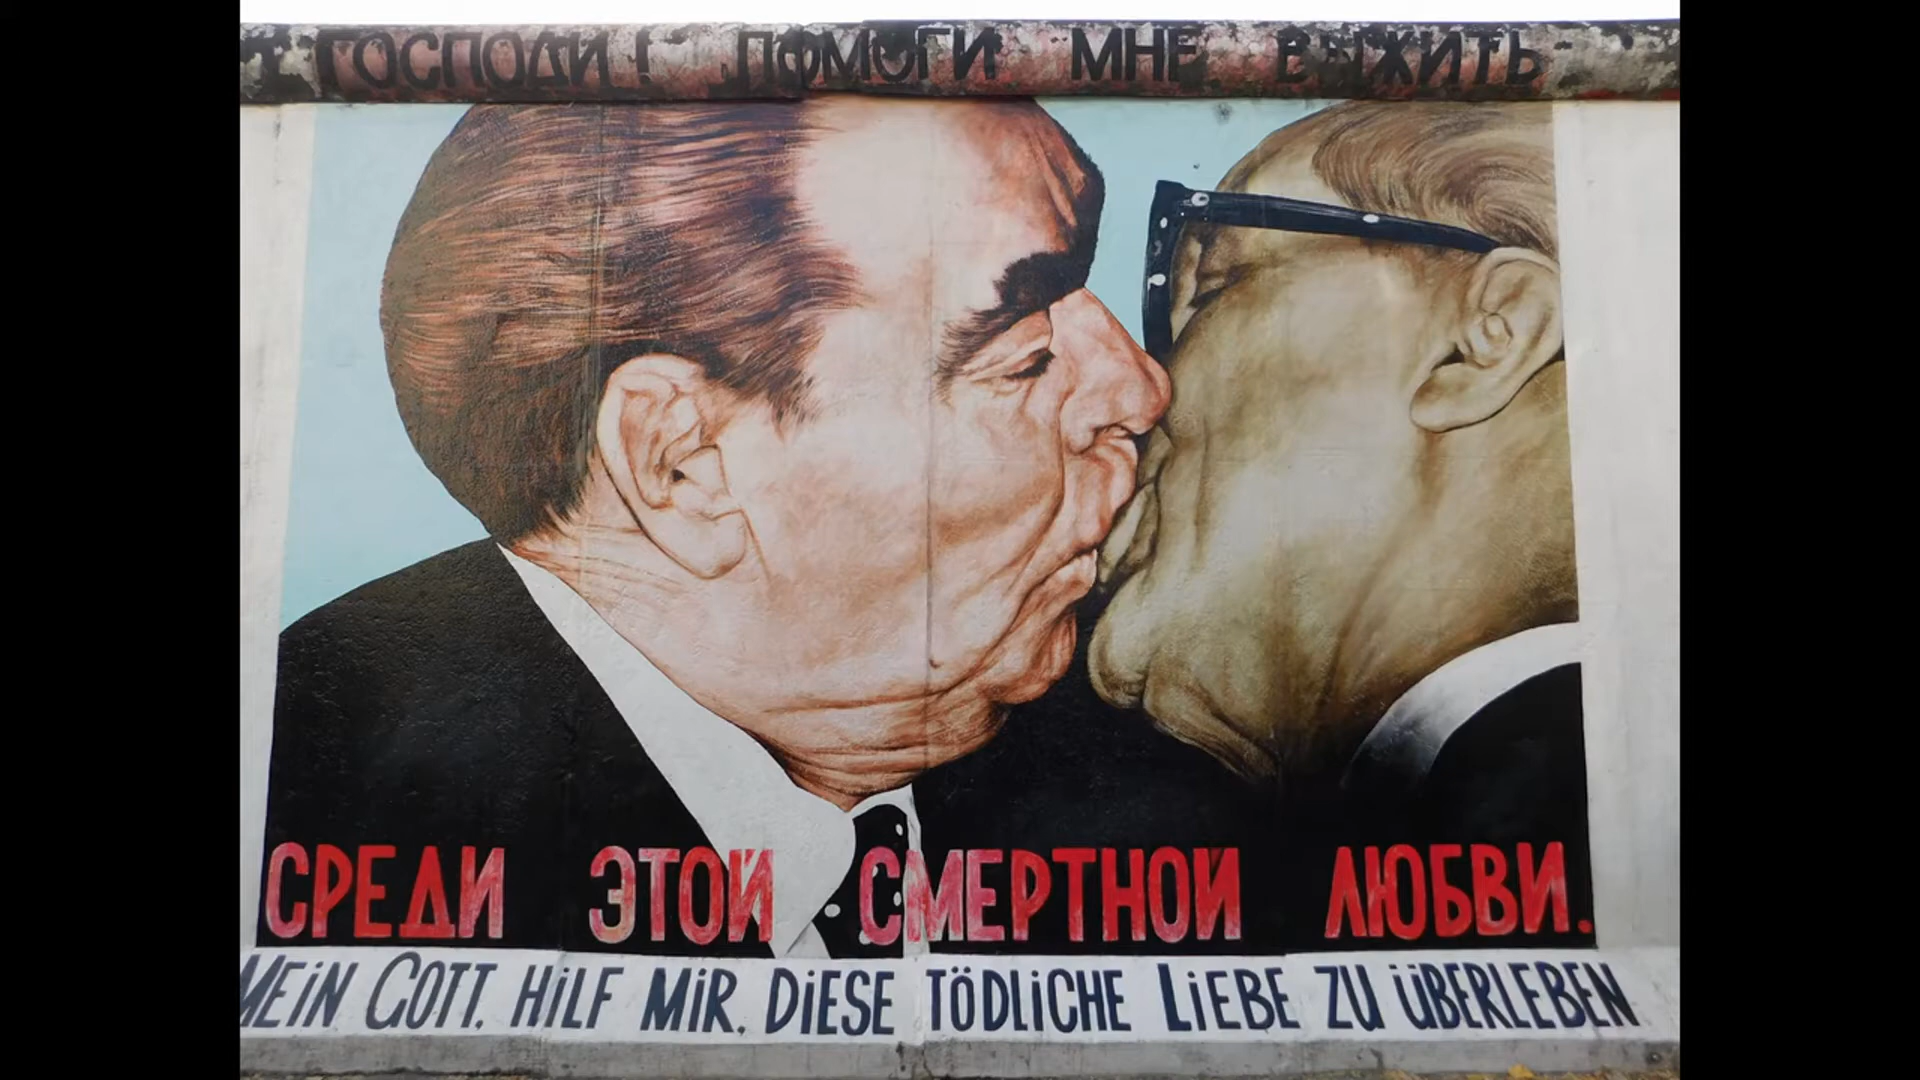 ГОСПОДИ! ПОМОГИ МНЕ ВЫЖИТЬ
СРЕДИ ЭТОЙ СМЕРТНОЙ ЛЮБВИ.
MEIN GOTT. HILF MIR. DIESE TÖDLICHE LIEBE ZU ÜBERLEBEN